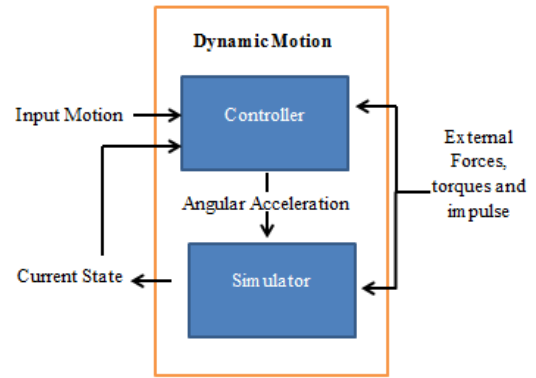 Dynamic Motion
Controller
Input Motion
External
Forces,
torques and
impulse
Angular Acceleration
Current State
Simulator